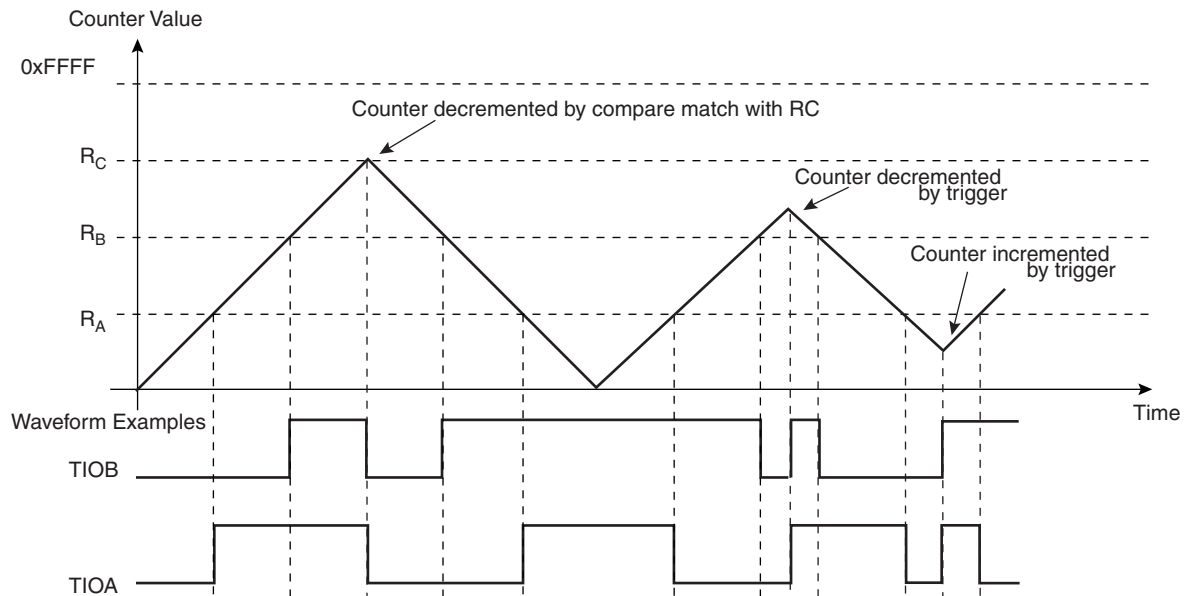 Counter Value
0xFFFF
Counter decremented by compare match with RC
RC
Counter decremented
by trigger
RB
Counter incremented
by trigger
RA
Time
Waveform Examples
TIOB
TIOA